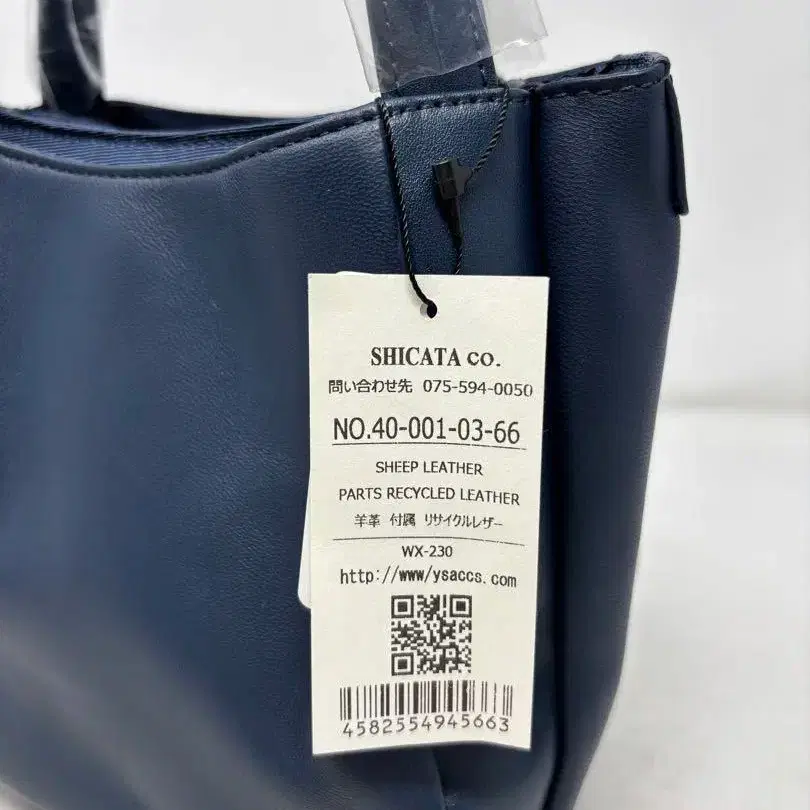 SHICATA CO.
問い合わせ先 075-594-0050
NO.40-001-03-66
SHEEP LEATHER
PARTS RECYCLED LEATHER
羊革 付属 リサイクルレザー
WX-230
http://www/ysaccs.com
4582554945663